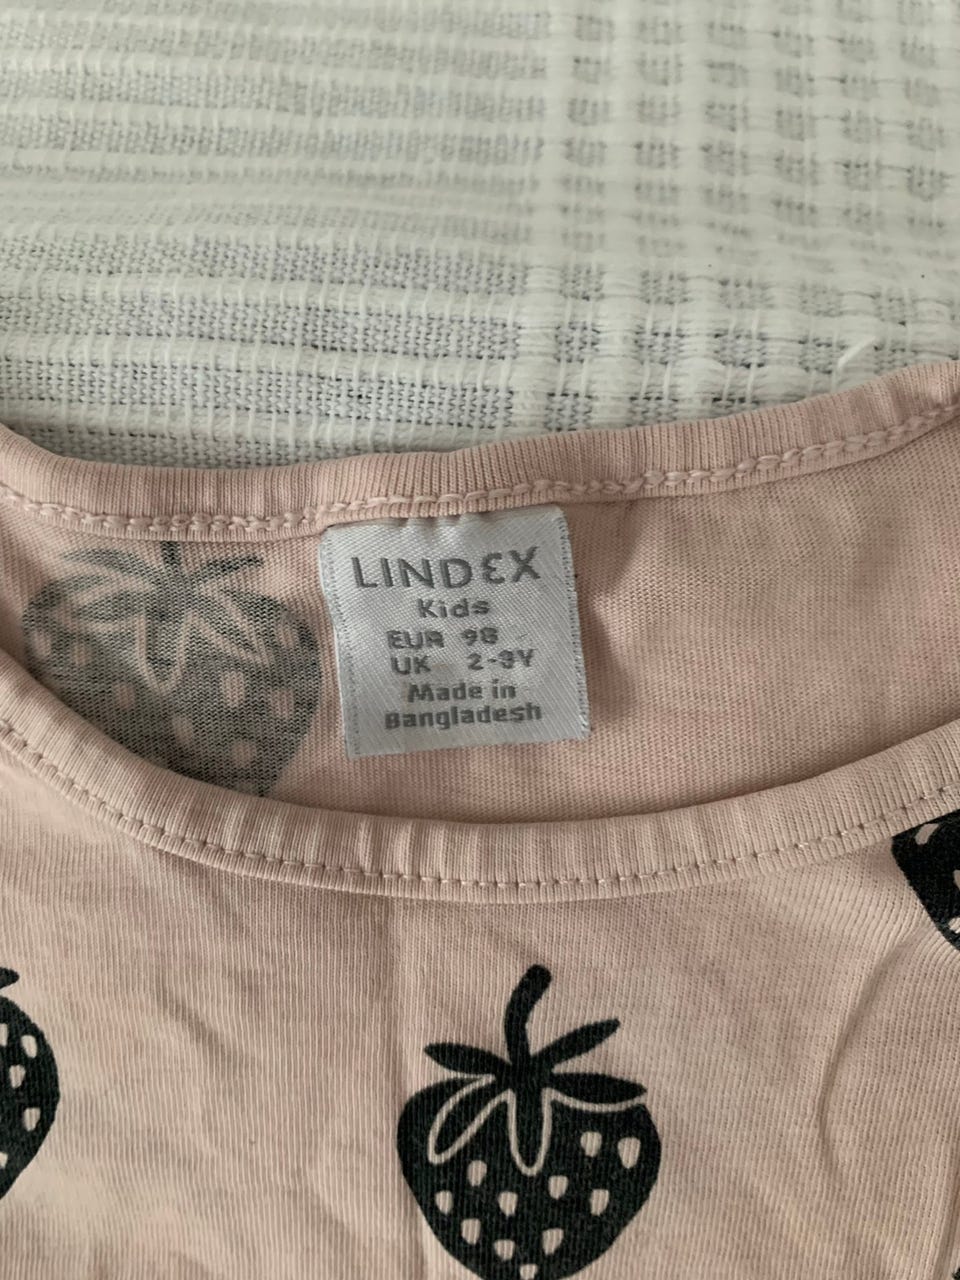 LINDEX
Kids
EUR 98
UK 2-3Y
Made in
Bangladesh